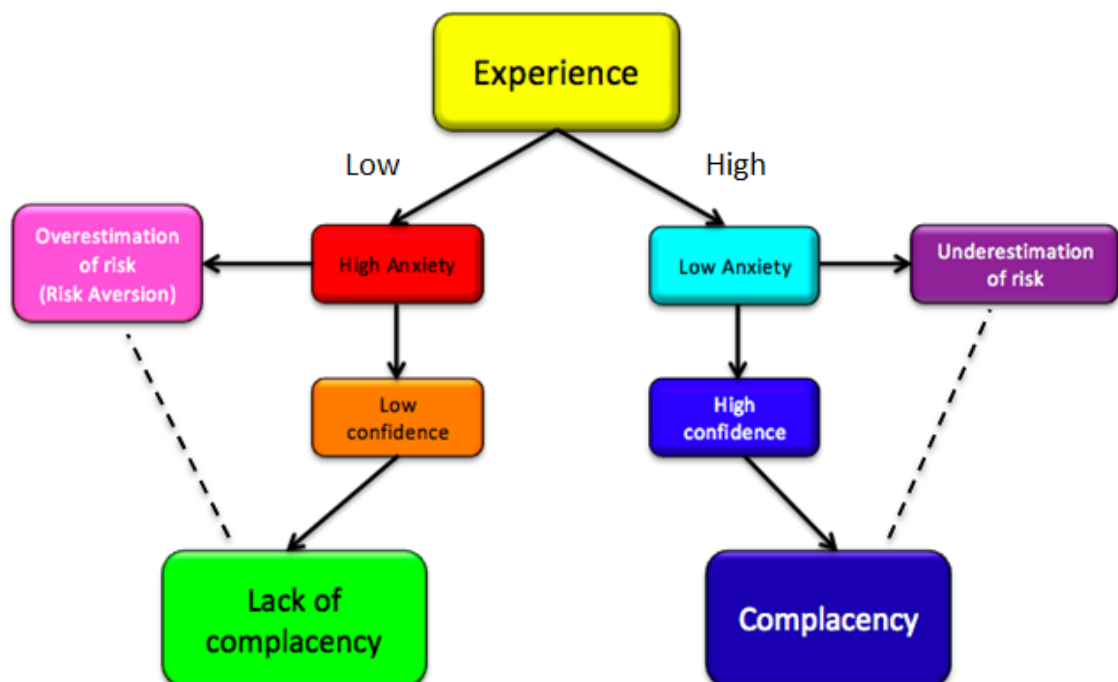 Experience
Low
High
Overestimation
of risk
(Risk Aversion)
High Anxiety
Low Anxiety
Underestimation
of risk
Low
confidence
High
confidence
Lack of
complacency
Complacency